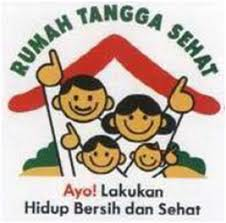 RUMAH TANGGA SEHAT
Ayo! Lakukan
Hidup Bersih dan Sehat